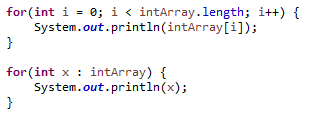 for(int i = 0; i < intArray.length; i++) {
    System.out.println(intArray[i]);
}

for(int x : intArray) {
    System.out.println(x);
}